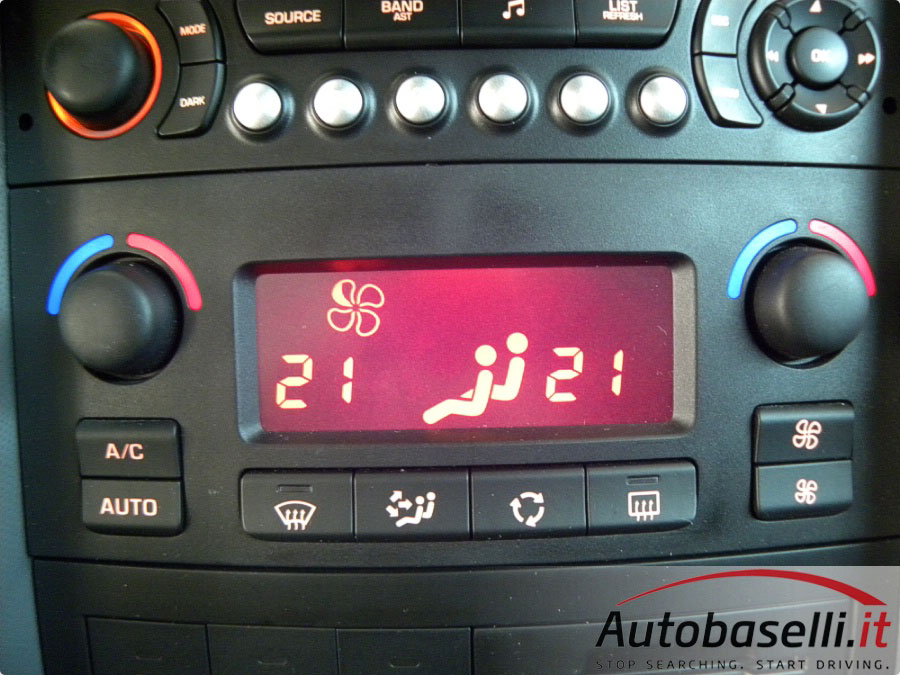 SOURCE
BAND
AST
LIST
REFRESH
MODE
DARK
OK
21
21
A/C
AUTO
Autobaselli.it
STOP SEARCHING. START DRIVING.